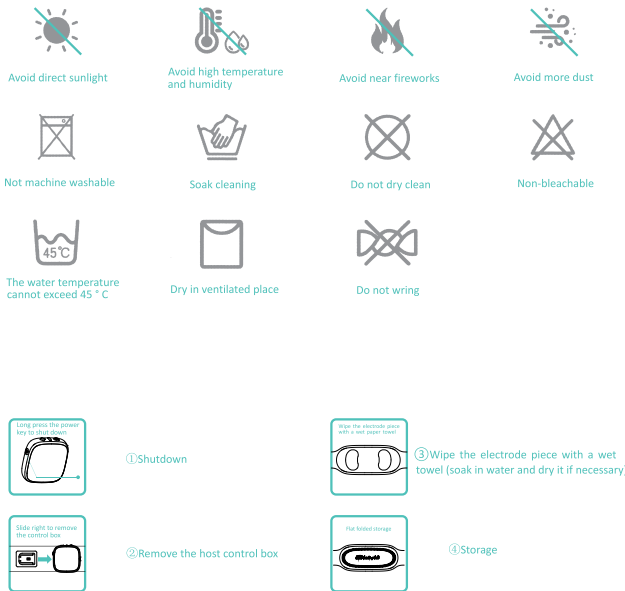 Avoid direct sunlight
Avoid high temperature
and humidity
Avoid near fireworks
Avoid more dust
Not machine washable
Soak cleaning
Do not dry clean
Non-bleachable
45℃
The water temperature
cannot exceed 45 ° C
Dry in ventilated place
Do not wring
Long press the power
key to shut down
①Shutdown
Wipe the electrode piece
with a wet paper towel
③Wipe the electrode piece with a wet
towel (soak in water and dry it if necessary)
Slide right to remove
the control box
②Remove the host control box
Flat folded storage
④Storage